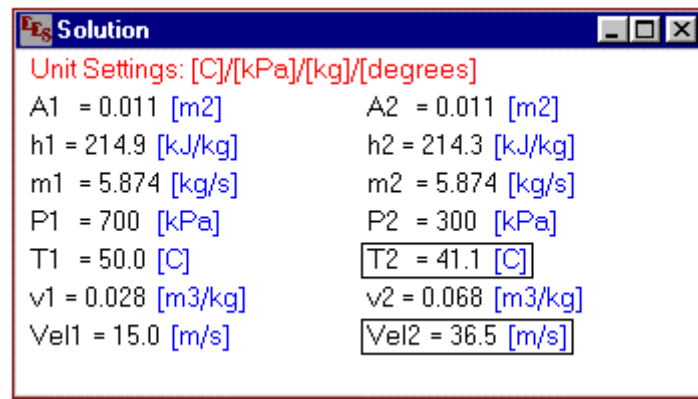 EES Solution
Unit Settings: [C]/[kPa]/[kg]/[degrees]
A1 = 0.011 [m2] A2 = 0.011 [m2]
h1 = 214.9 [kJ/kg] h2 = 214.3 [kJ/kg]
m1 = 5.874 [kg/s] m2 = 5.874 [kg/s]
P1 = 700 [kPa] P2 = 300 [kPa]
T1 = 50.0 [C] T2 = 41.1 [C]
v1 = 0.028 [m3/kg] v2 = 0.068 [m3/kg]
Vel1 = 15.0 [m/s] Vel2 = 36.5 [m/s]